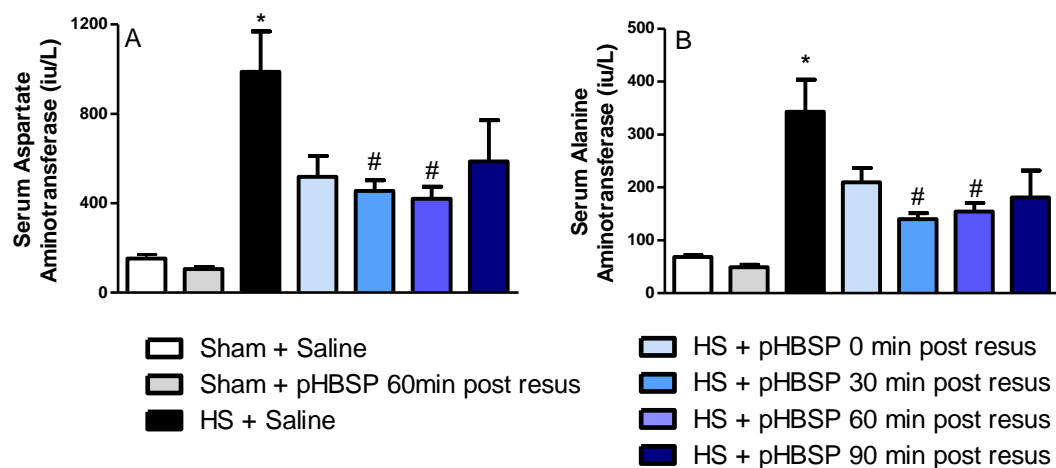 A
Serum Aspartate
Aminotransferase (iu/L)
1200
800
400
0
*
#
#
B
Serum Alanine
Aminotransferase (iu/L)
500
400
300
200
100
0
*
#
#
Sham + Saline
Sham + pHBSP 60min post resus
HS + Saline
HS + pHBSP 0 min post resus
HS + pHBSP 30 min post resus
HS + pHBSP 60 min post resus
HS + pHBSP 90 min post resus